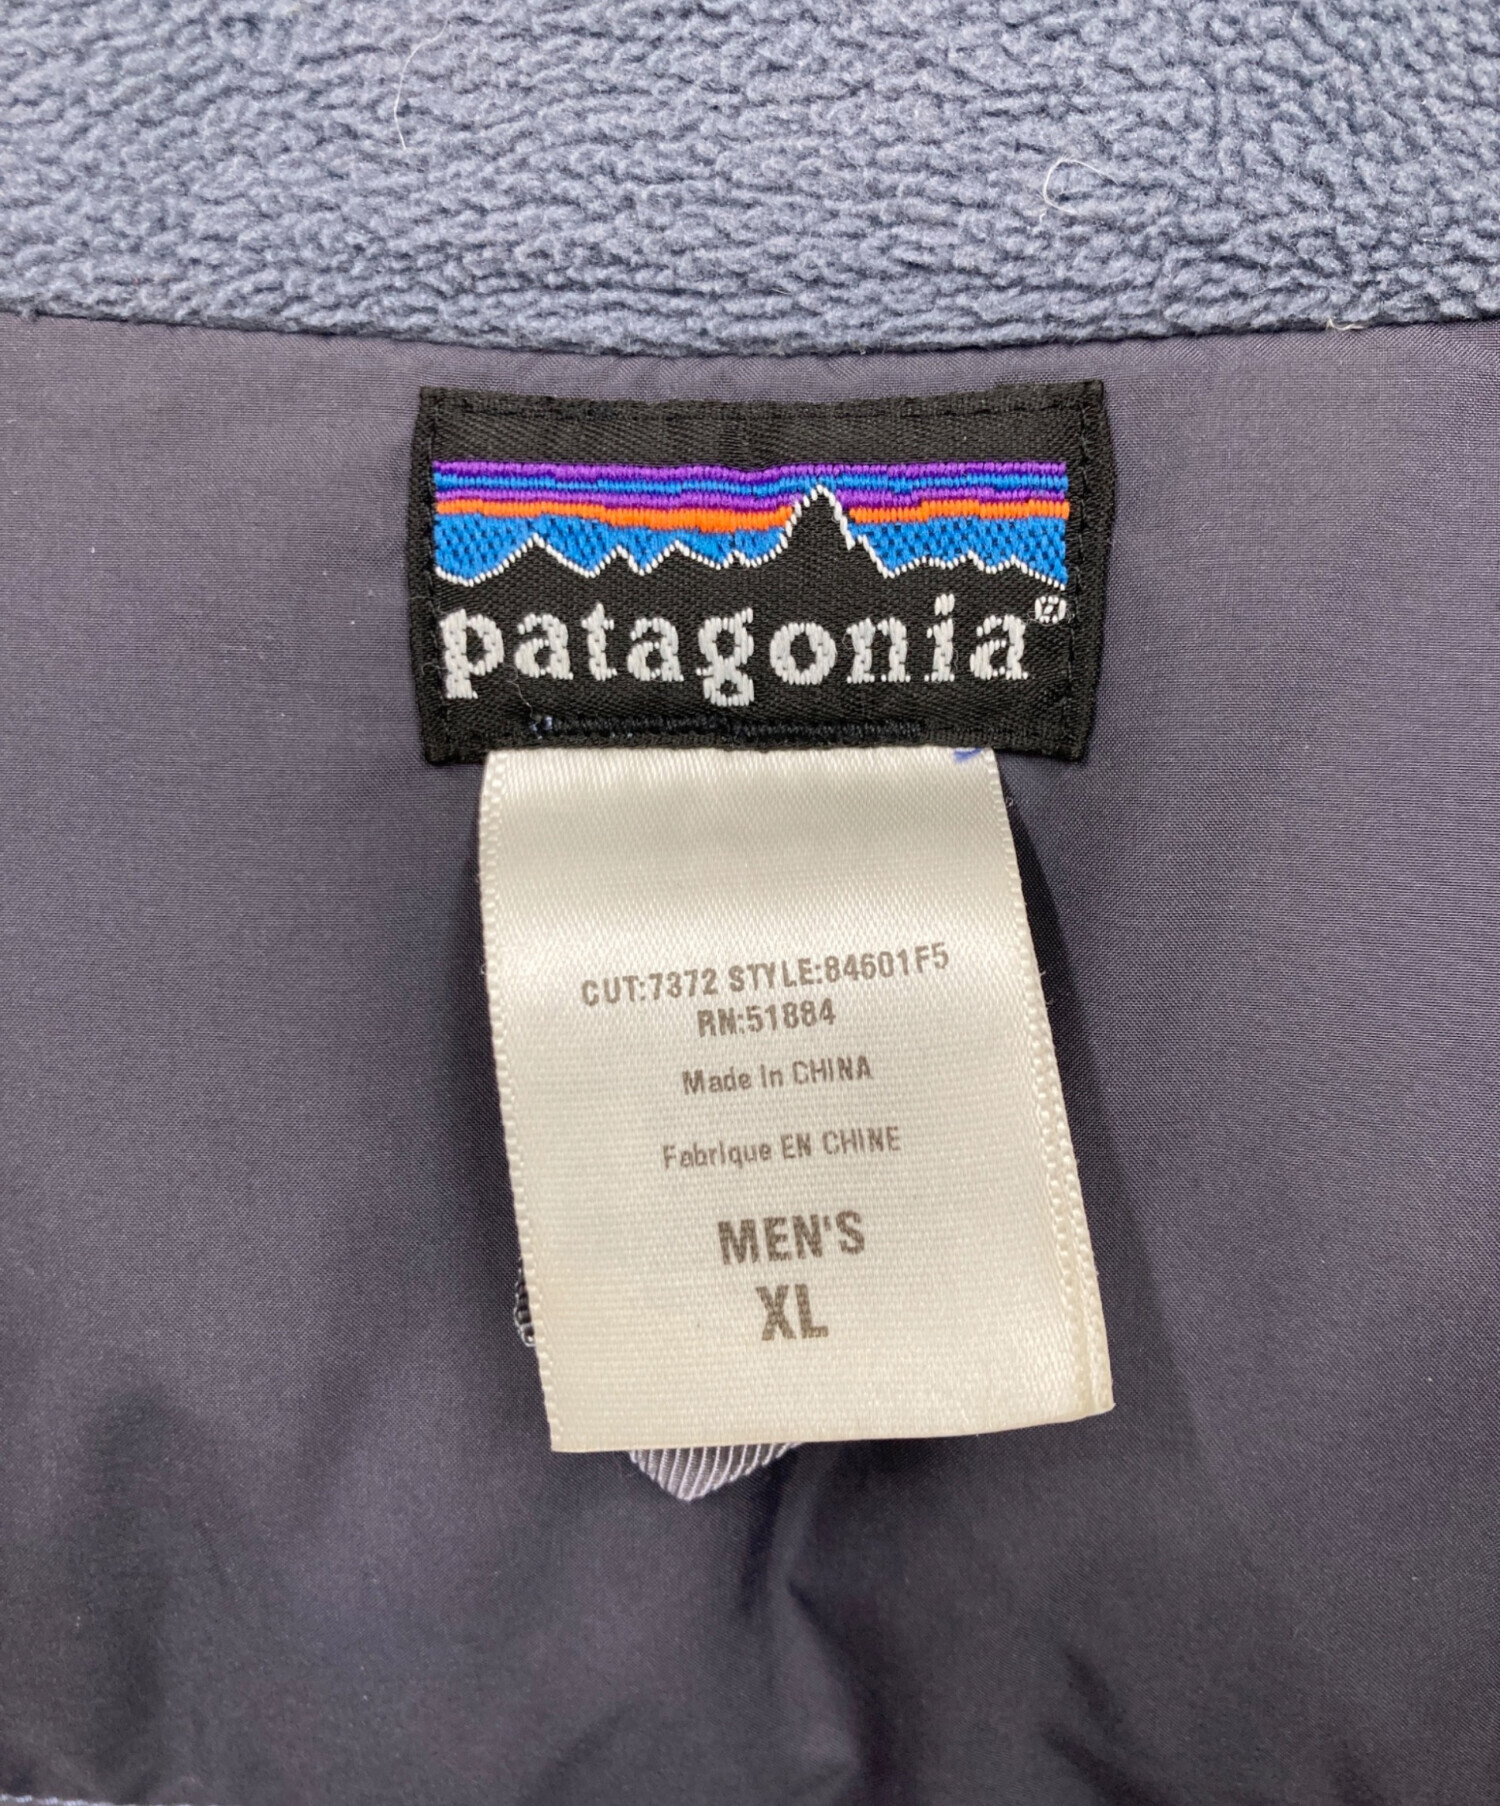 patagonia®
CUT:7372 STYLE:84601F5
RN:51884
Made In CHINA
Fabrique EN CHINE
MEN'S
XL